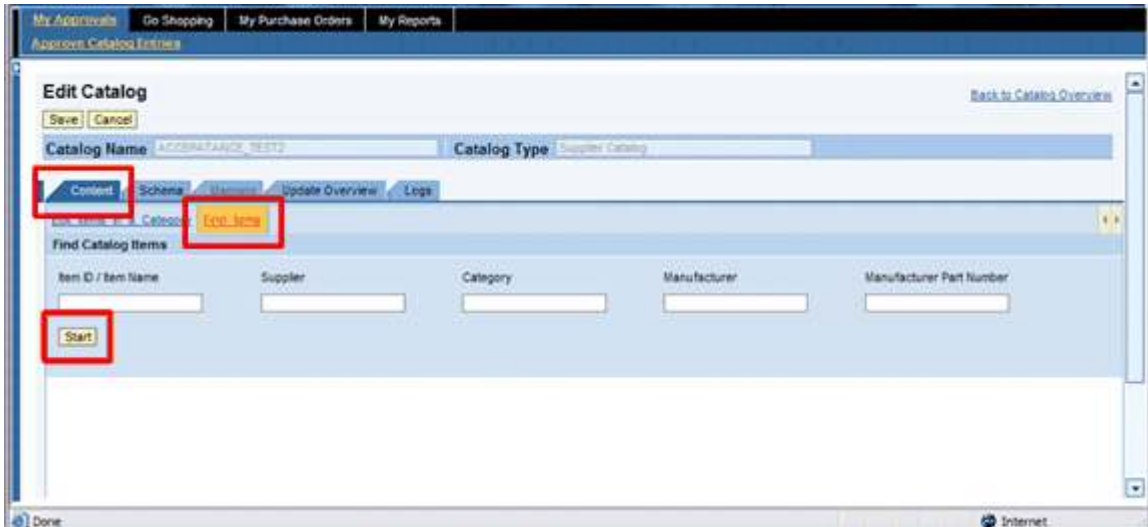 My Approvals Go Shopping My Purchase Orders My Reports
Approve Catalog Entries
Edit Catalog
Back to Catalog Overview
Save Cancel
Catalog Name Catalog Type Supplier Catalog
Content Schema Mapping Update Overview Logs
Category Find Items
Find Catalog Items
Item ID / Item Name Supplier Category Manufacturer Manufacturer Part Number
Start
Done Internet